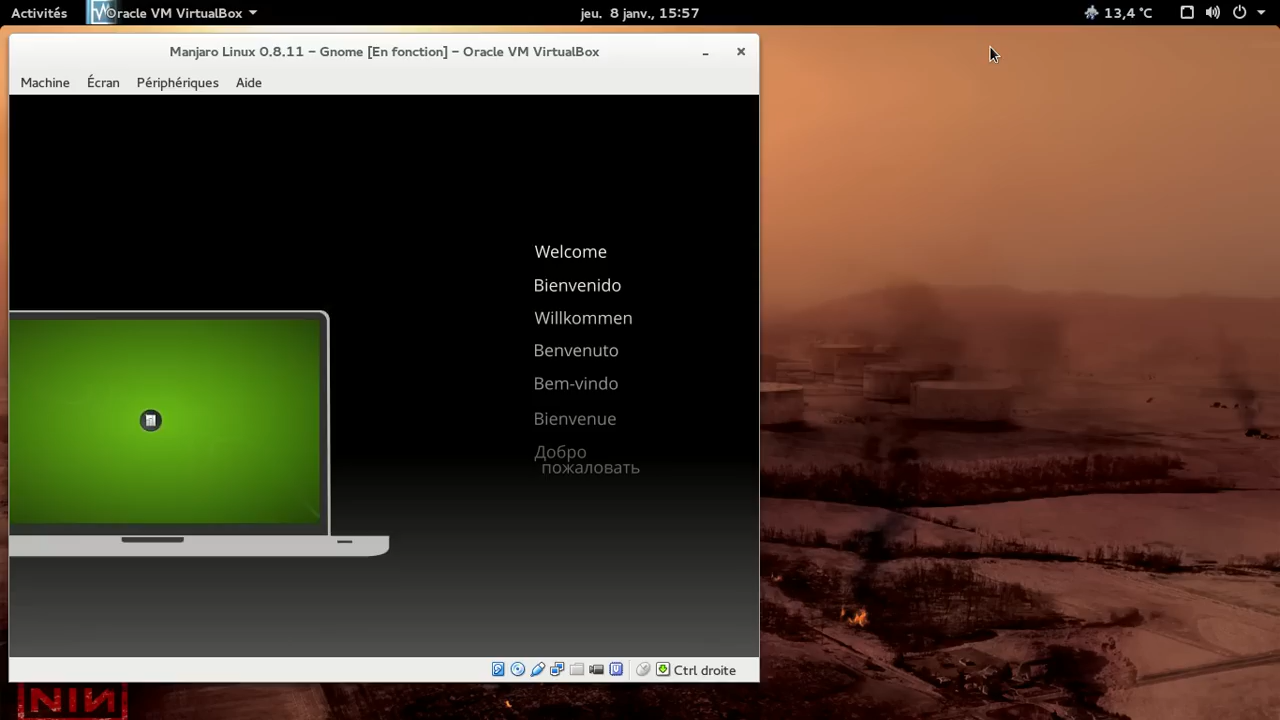 Activités
Oracle VM VirtualBox
jeu. 8 janv., 15:57
13,4 °C
Manjaro Linux 0.8.11 – Gnome [En fonction] – Oracle VM VirtualBox
Machine Écran Périphériques Aide
Welcome
Bienvenido
Willkommen
Benvenuto
Bem-vindo
Bienvenue
Добро
пожаловать
Ctrl droite
NIN